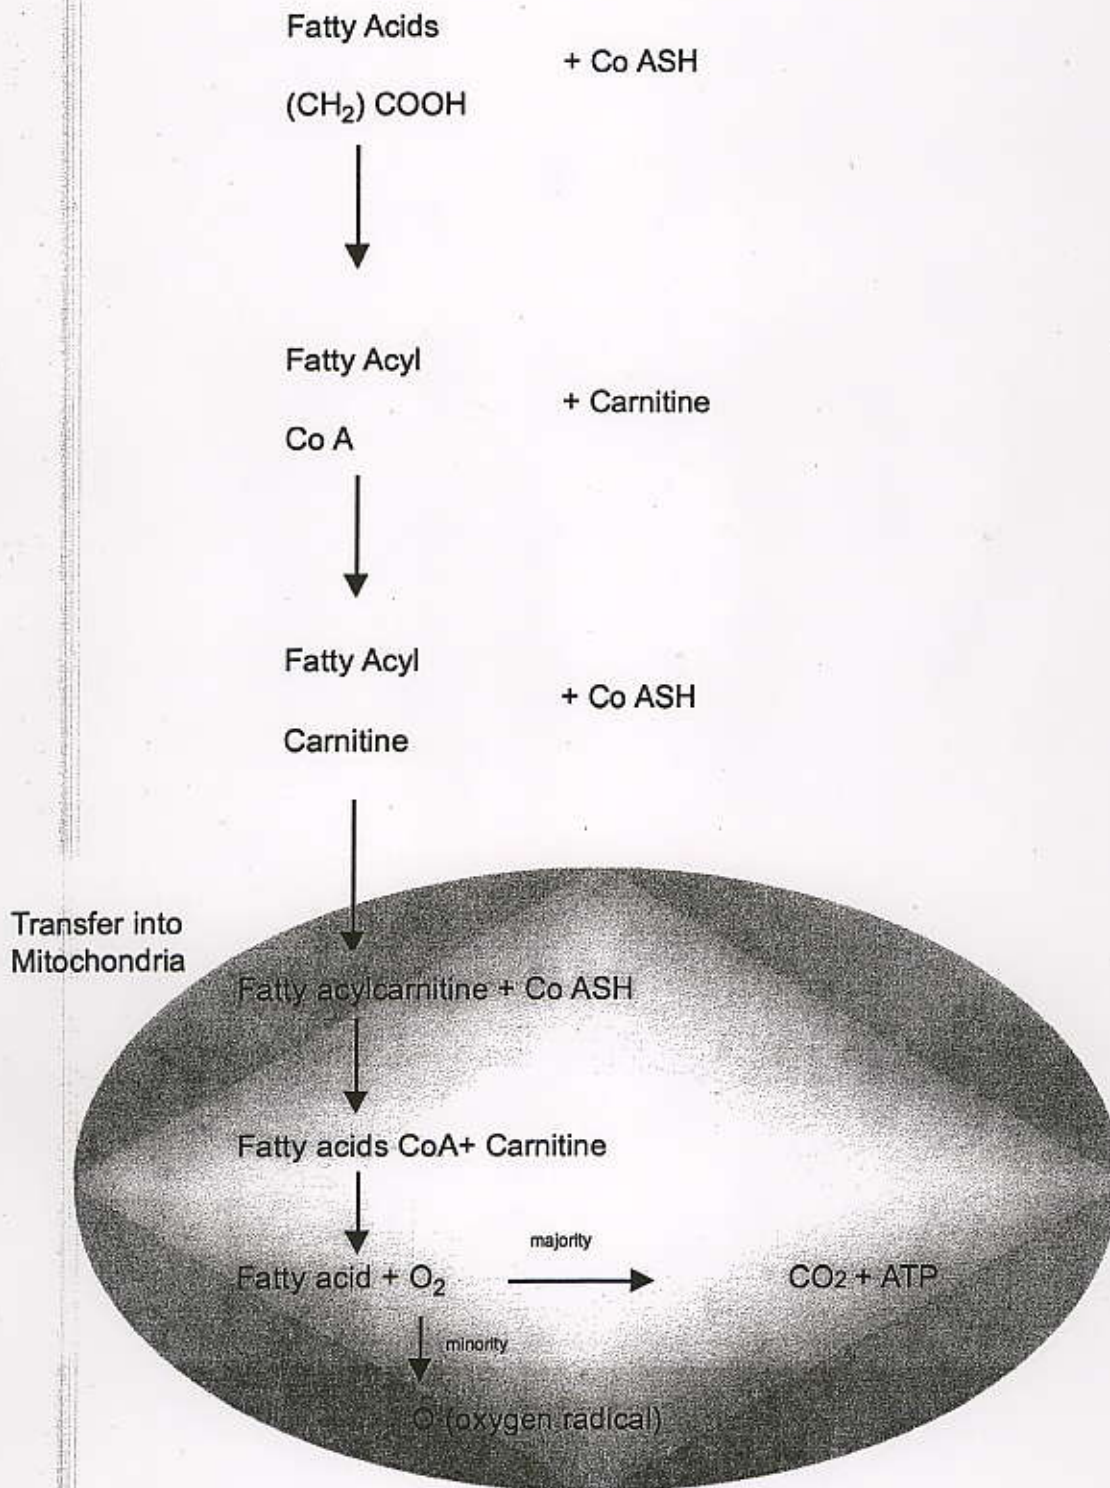 Fatty Acids
+ Co ASH
(CH₂) COOH
Fatty Acyl
+ Carnitine
Co A
Fatty Acyl
+ Co ASH
Carnitine
Transfer into
Mitochondria
Fatty acylcarnitine + Co ASH
Fatty acids CoA+ Carnitine
majority
Fatty acid + O₂
CO2 + ATP
minority
O (oxygen radical)